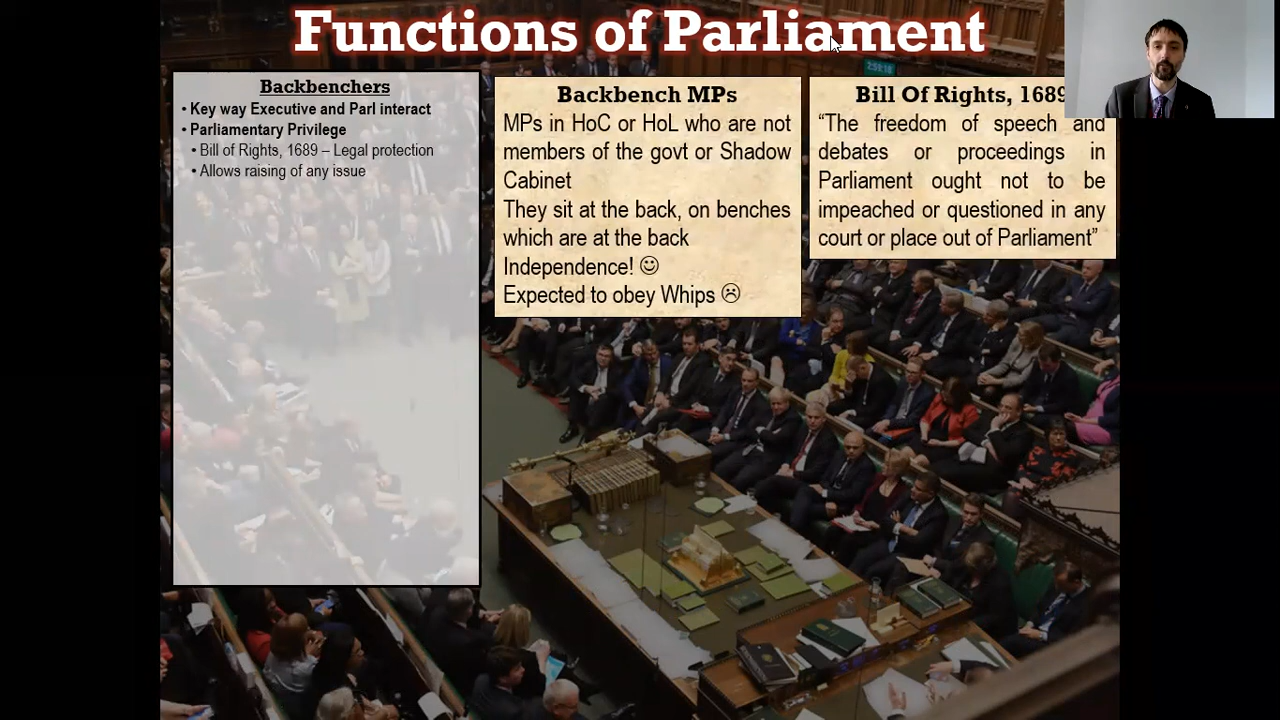 Functions of Parliament
Backbenchers
• Key way Executive and Parl interact
• Parliamentary Privilege
• Bill of Rights, 1689 – Legal protection
• Allows raising of any issue
Backbench MPs
MPs in HoC or HoL who are not
members of the govt or Shadow
Cabinet
They sit at the back, on benches
which are at the back
Independence! ☺
Expected to obey Whips ☹
Bill Of Rights, 1689
“The freedom of speech and
debates or proceedings in
Parliament ought not to be
impeached or questioned in any
court or place out of Parliament”